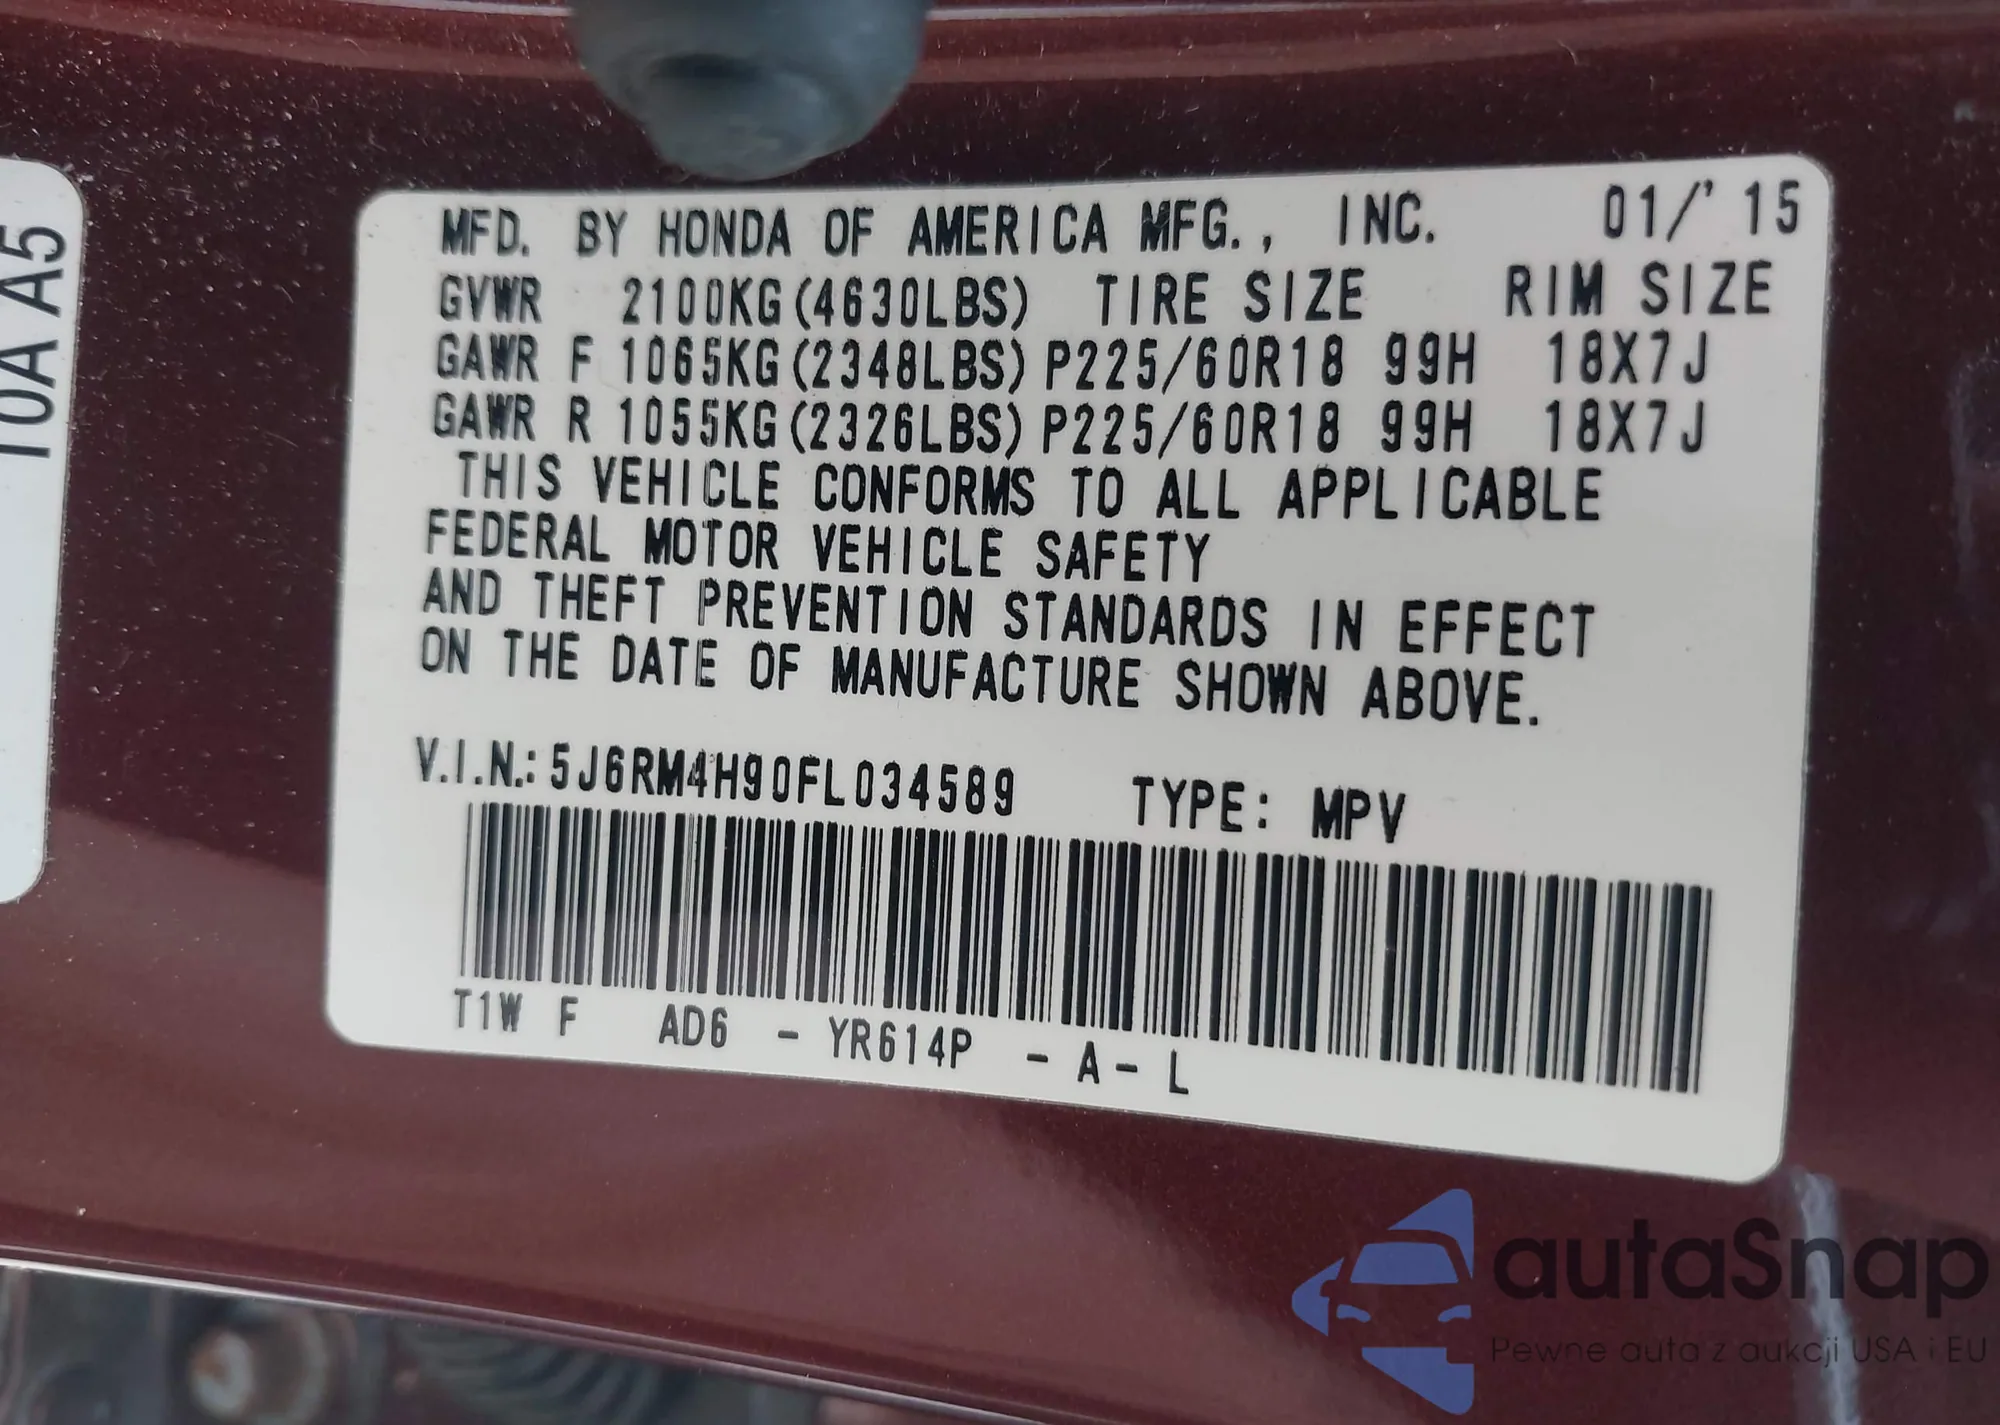 MFD. BY HONDA OF AMERICA MFG., INC. 01/'15
GVWR 2100KG(4630LBS) TIRE SIZE RIM SIZE
GAWR F 1065KG(2348LBS) P225/60R18 99H 18X7J
GAWR R 1055KG(2326LBS) P225/60R18 99H 18X7J
THIS VEHICLE CONFORMS TO ALL APPLICABLE
FEDERAL MOTOR VEHICLE SAFETY
AND THEFT PREVENTION STANDARDS IN EFFECT
ON THE DATE OF MANUFACTURE SHOWN ABOVE.
V.I.N.: 5J6RM4H90FL034589 TYPE: MPV
T1W F AD6 - YR614P - A - L
T0A A5
autaSnap
Pewne auta z aukcji USA i EU